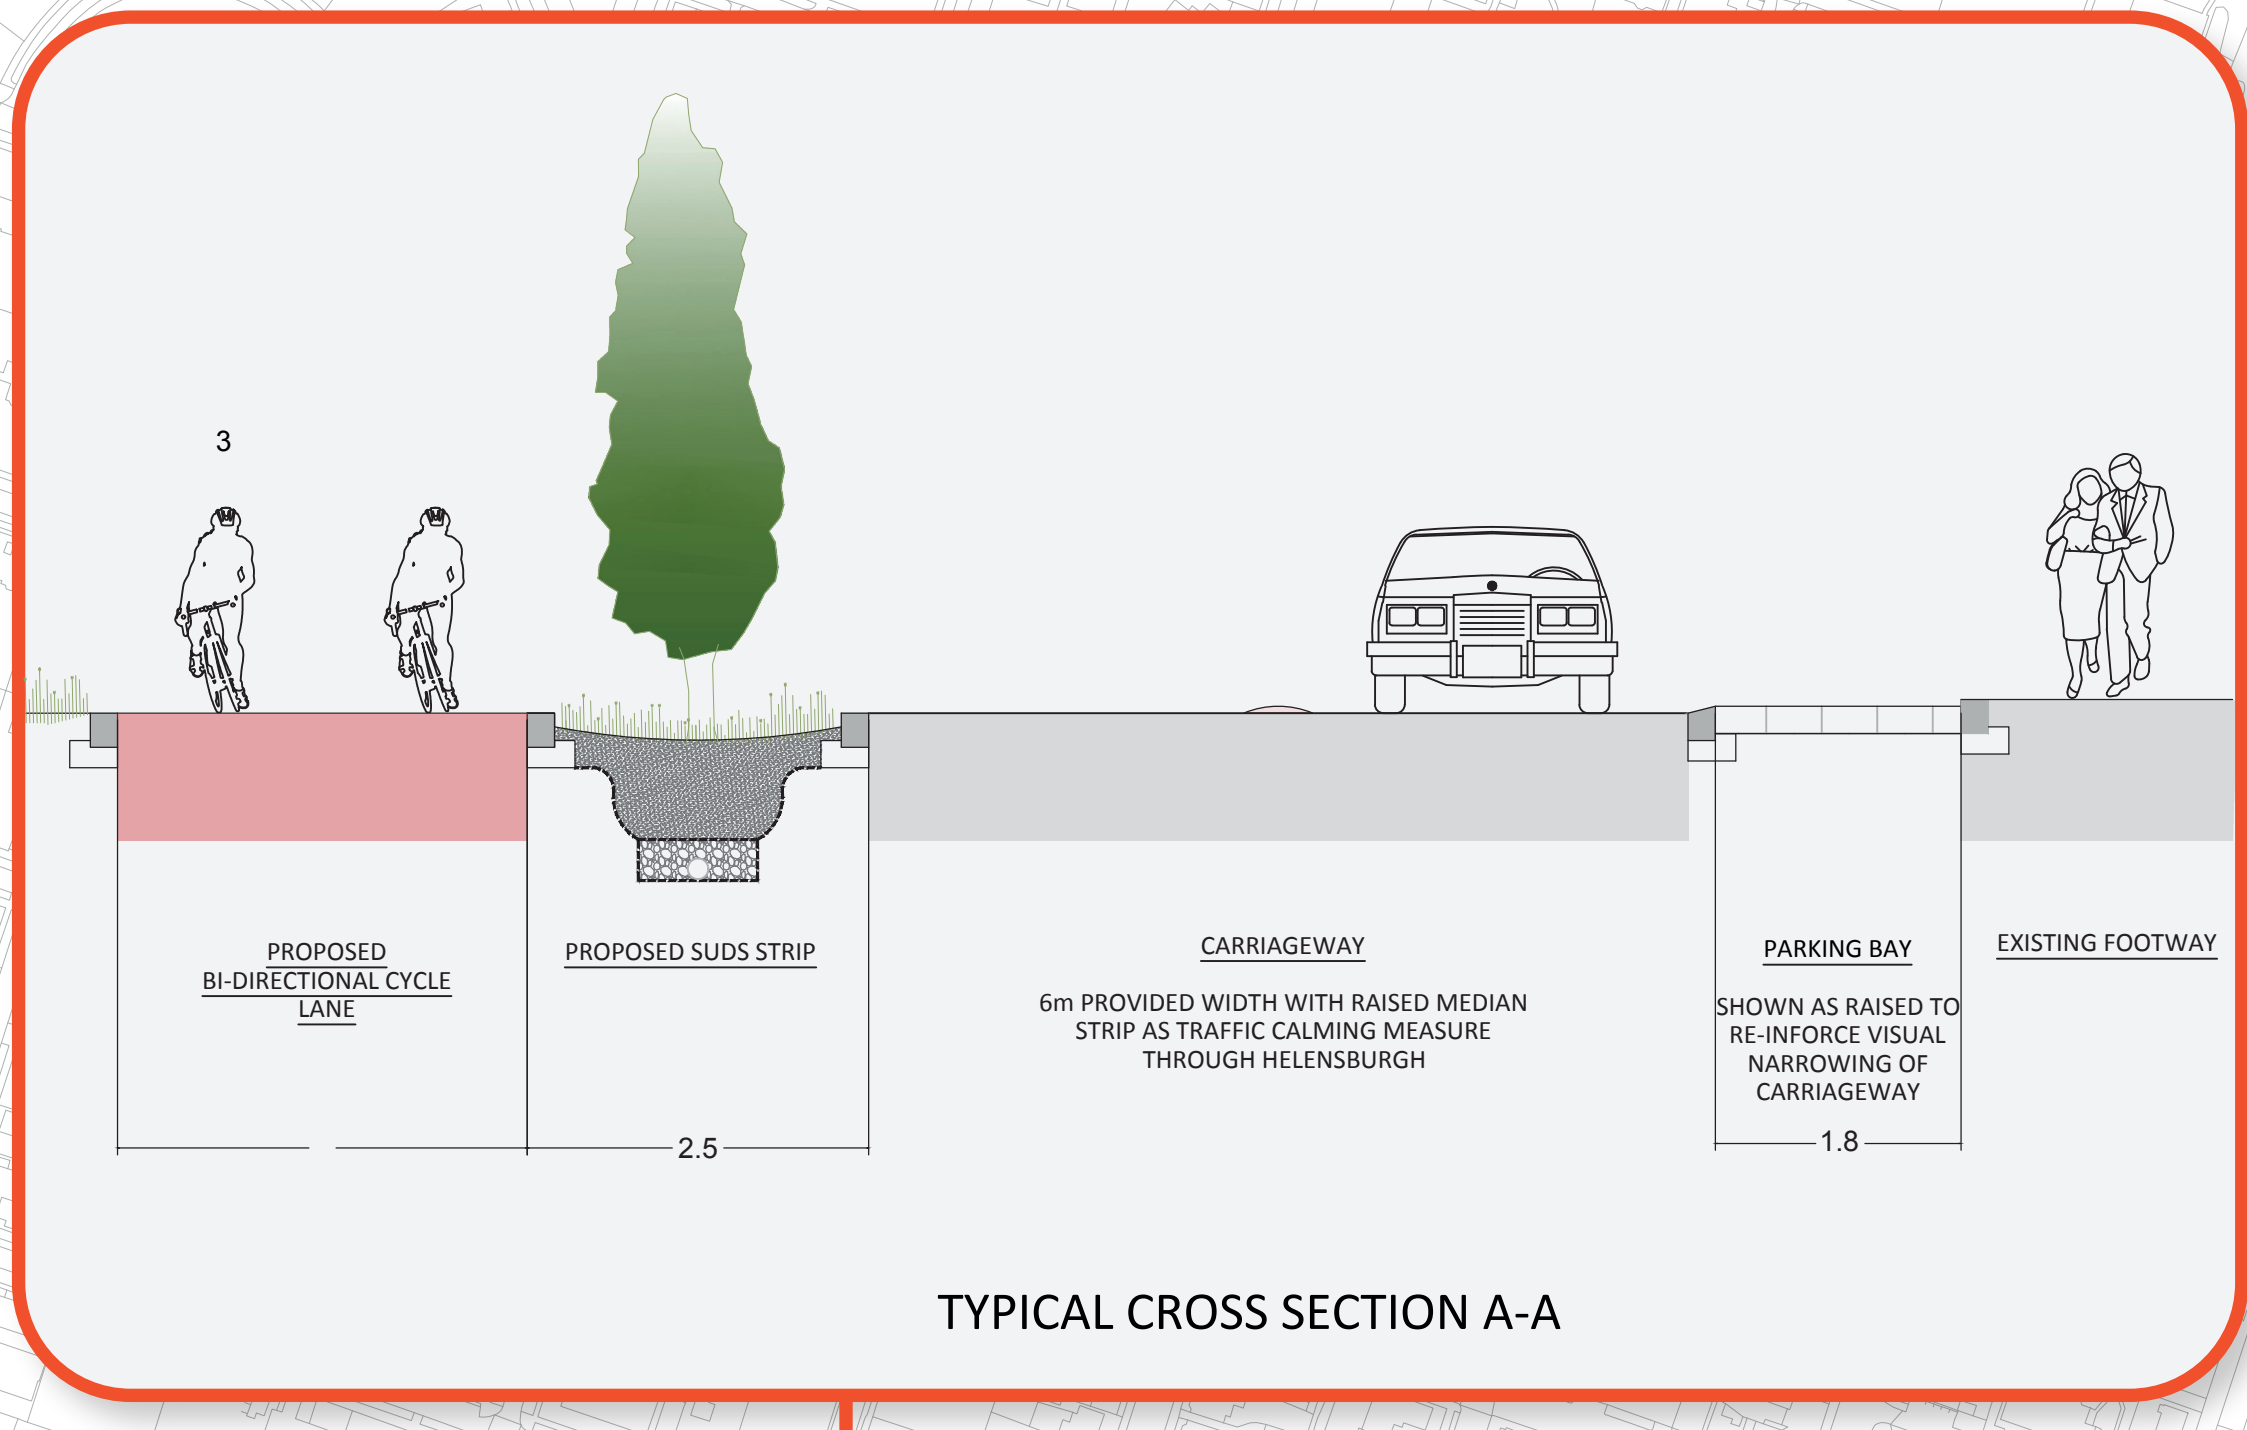 3
PROPOSED
BI-DIRECTIONAL CYCLE
LANE
PROPOSED SUDS STRIP
2.5
CARRIAGEWAY
6m PROVIDED WIDTH WITH RAISED MEDIAN
STRIP AS TRAFFIC CALMING MEASURE
THROUGH HELENSBURGH
PARKING BAY
SHOWN AS RAISED TO
RE-INFORCE VISUAL
NARROWING OF
CARRIAGEWAY
1.8
EXISTING FOOTWAY
TYPICAL CROSS SECTION A-A